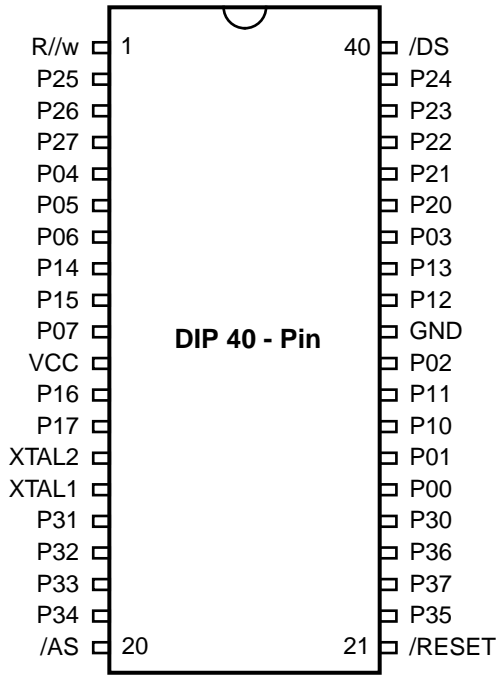 R//w 1 40 /DS
P25 P24
P26 P23
P27 P22
P04 P21
P05 P20
P06 P03
P14 P13
P15 P12
P07 DIP 40 - Pin GND
VCC P02
P16 P11
P17 P10
XTAL2 P01
XTAL1 P00
P31 P30
P32 P36
P33 P37
P34 P35
/AS 20 21 /RESET